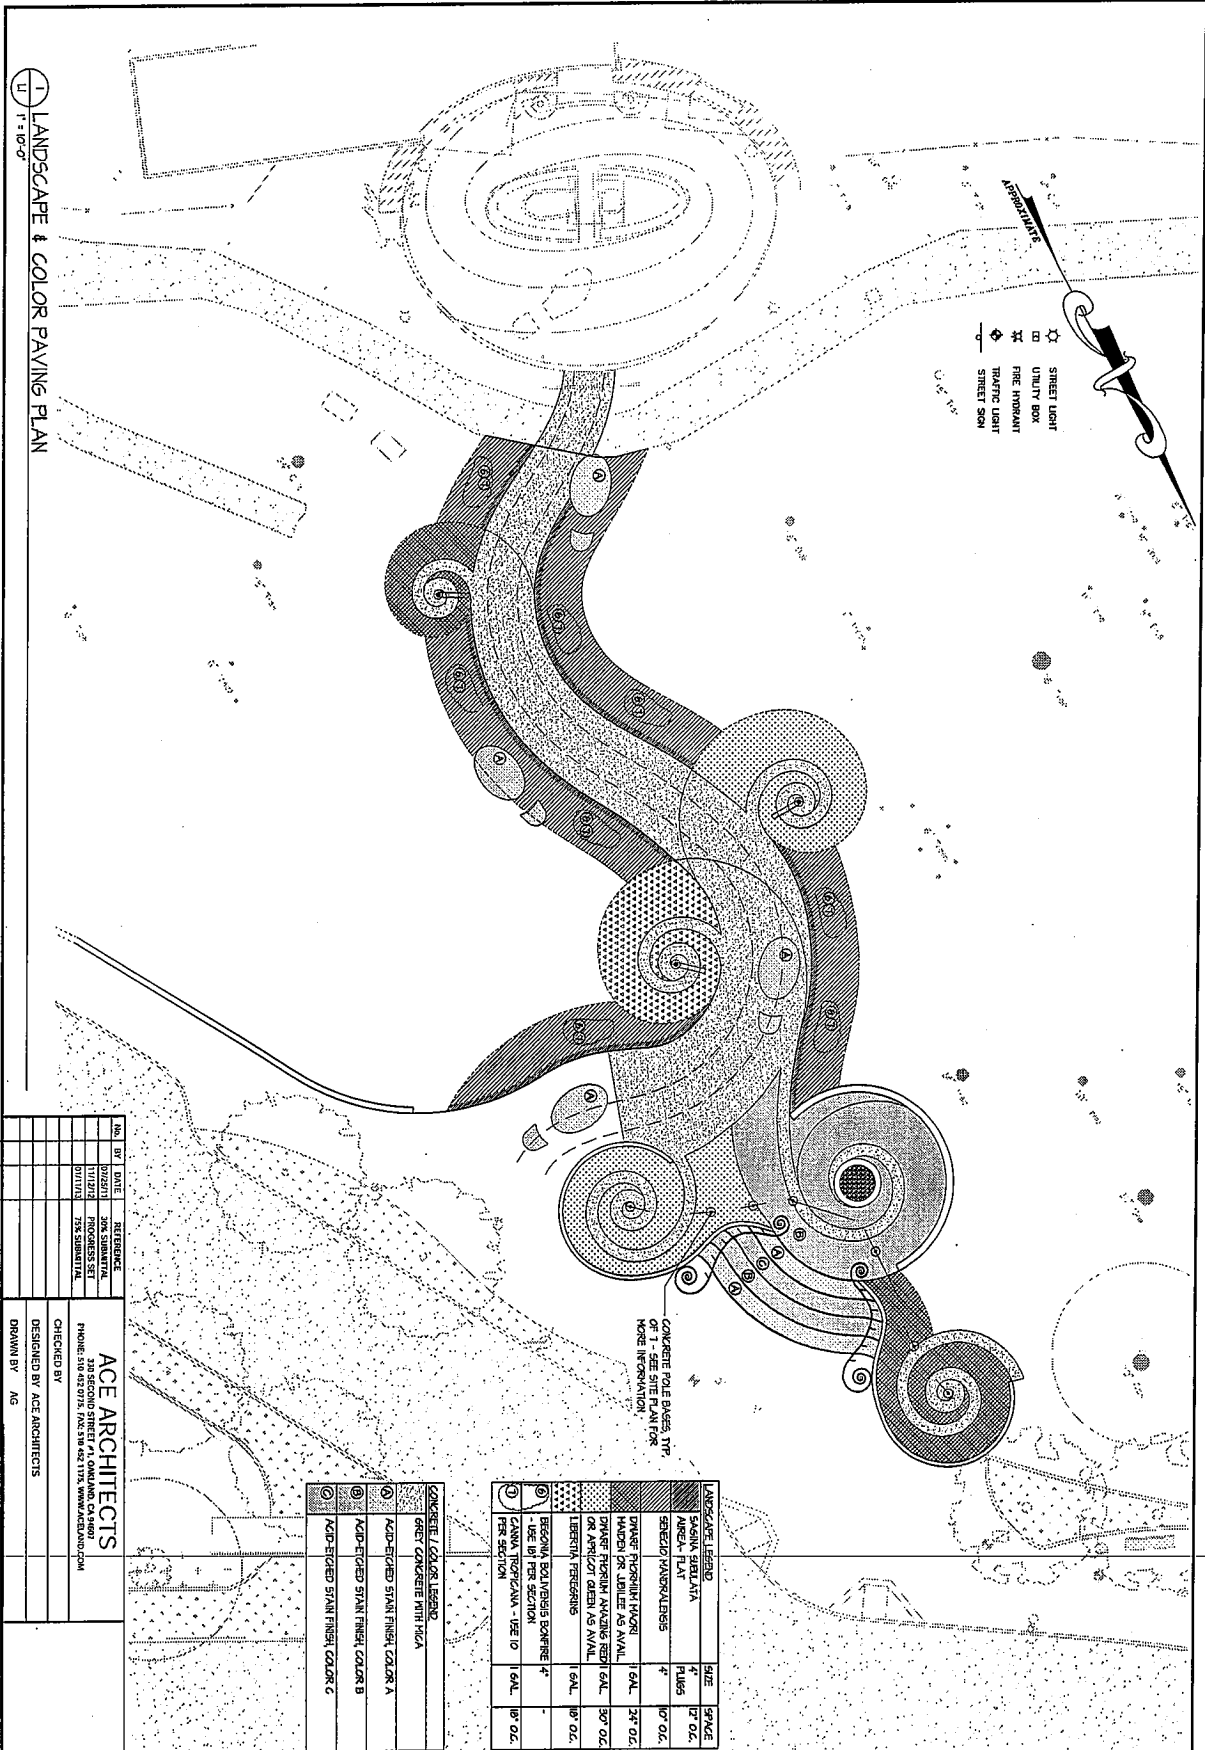 1
L1
LANDSCAPE & COLOR PAVING PLAN
1" = 10'-0"
APPROXIMATE
STREET LIGHT
UTILITY BOX
FIRE HYDRANT
TRAFFIC LIGHT
STREET SIGN
CONCRETE POLE BASES, TYP.
OF 7 - SEE SITE PLAN FOR
MORE INFORMATION
LANDSCAPE LEGEND SIZE SPACE
SAGINA SUBULATA 4" 12" O.C.
AUREA- FLAT PLUGS
SENECIO MANDRALENSIS 4" 10" O.C.
DWARF PHORMIUM MAORI 1 GAL. 24" O.C.
MAIDEN OR JUBILEE AS AVAIL.
DWARF PHORIUM AMAZING RED 1 GAL. 30" O.C.
OR APRICOT QUEEN AS AVAIL.
LIBERTIA PEREGRINS 1 GAL. 18" O.C.
6 BEGONIA BOLIVENSIS BONFIRE 4" -
- USE 18" PER SECTION
7 CANNA TROPICANA - USE 10 1 GAL. 18" O.C.
PER SECTION
CONCRETE / COLOR LEGEND
GREY CONCRETE WITH MICA
A ACID-ETCHED STAIN FINISH, COLOR A
B ACID-ETCHED STAIN FINISH, COLOR B
C ACID-ETCHED STAIN FINISH, COLOR C
No. BY DATE REFERENCE
07/25/11 30% SUBMITTAL
11/12/12 PROGRESS SET
01/11/13 75% SUBMITTAL
ACE ARCHITECTS
330 SECOND STREET #1, OAKLAND, CA 94607
PHONE: 510 452 0775, FAX: 510 452 1175, WWW.ACELAND.COM
CHECKED BY
DESIGNED BY ACE ARCHITECTS
DRAWN BY AG